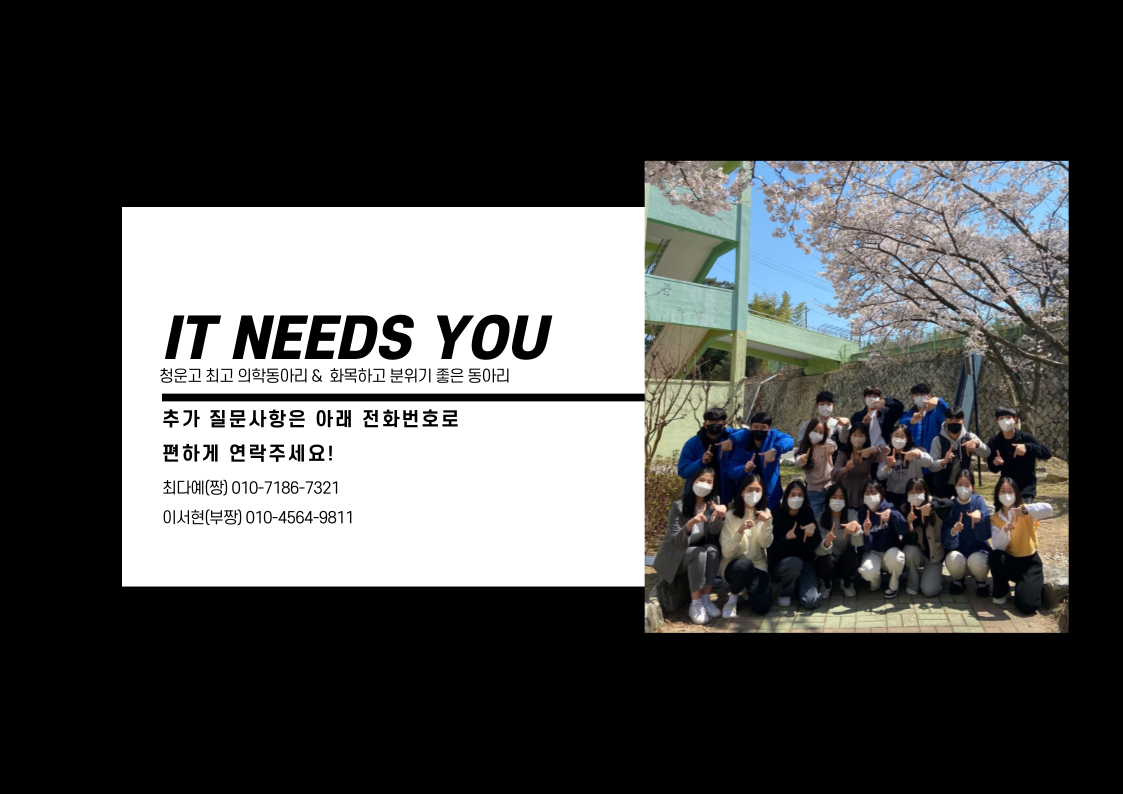 IT NEEDS YOU
청운고 최고 의학동아리 & 화목하고 분위기 좋은 동아리
추가 질문사항은 아래 전화번호로
편하게 연락주세요!
최다예(짱) 010-7186-7321
이서현(부짱) 010-4564-9811